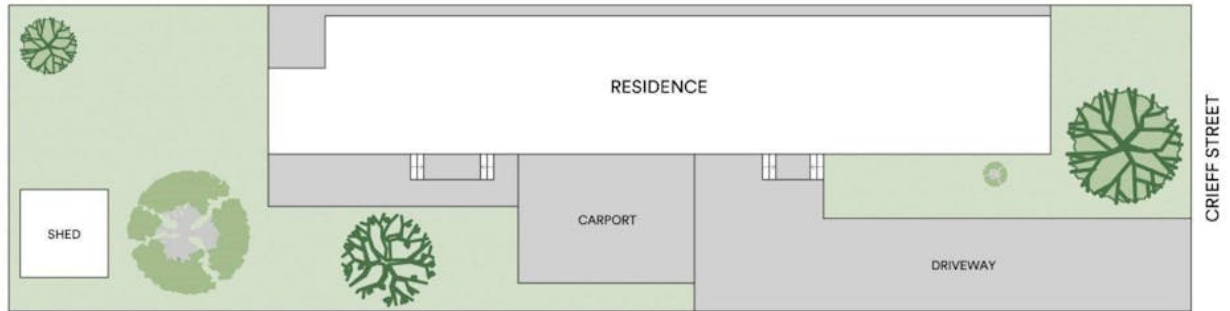 RESIDENCE
CRIEFF STREET
CARPORT
SHED
DRIVEWAY